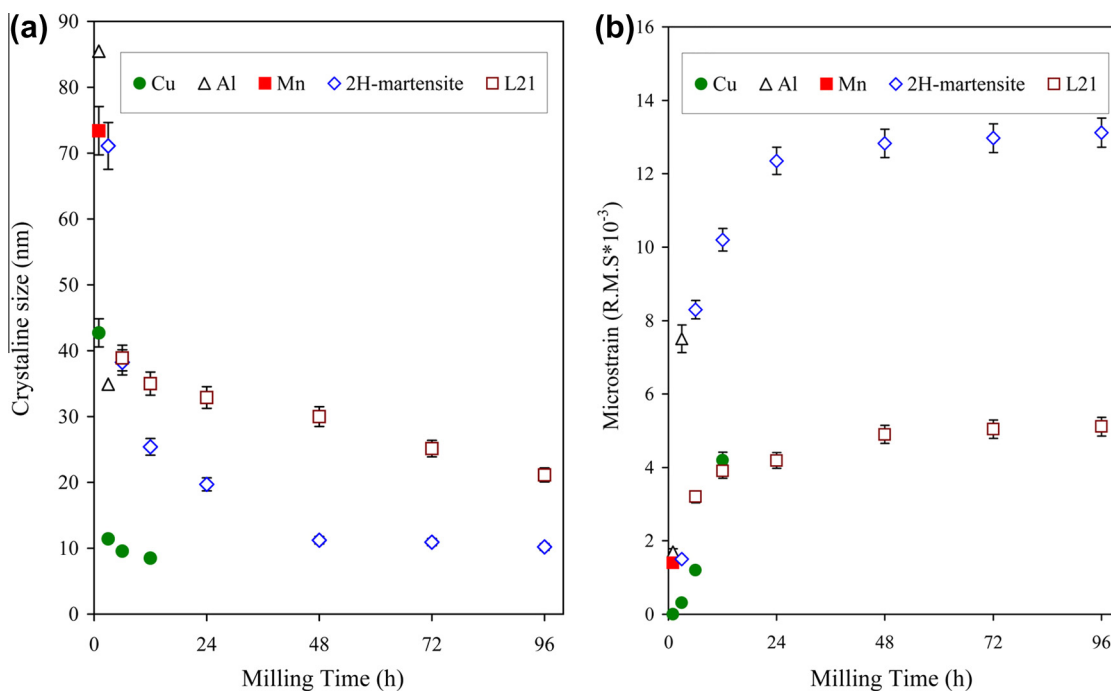 (a)
90
80
70
60
50
40
30
20
10
0
Crystaline size (nm)
Cu Al Mn 2H-martensite L21
0 24 48 72 96
Milling Time (h)
(b)
16
14
12
10
8
6
4
2
0
Microstrain (R.M.S*10⁻³)
Cu Al Mn 2H-martensite L21
0 24 48 72 96
Milling Time (h)